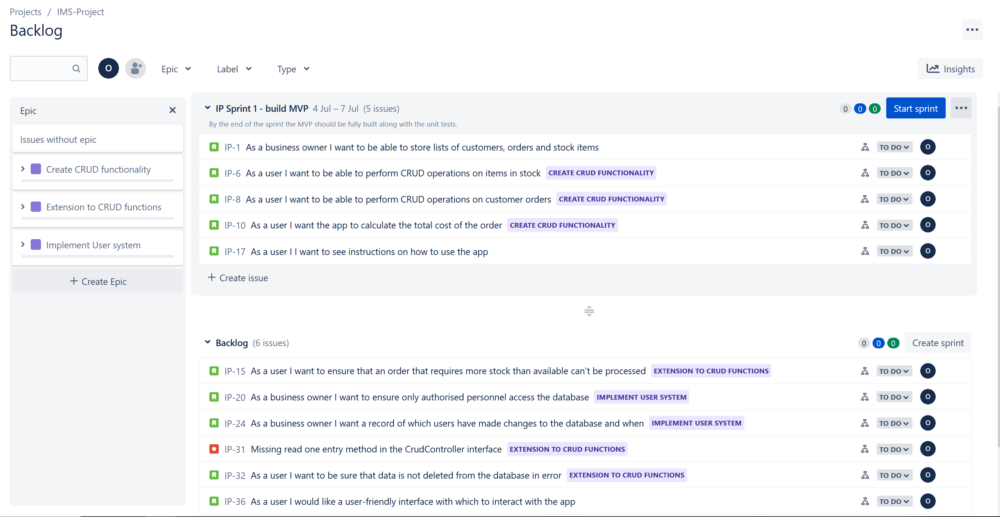 Projects / IMS-Project
Backlog
O Epic Label Type Insights
Epic
Issues without epic
Create CRUD functionality
Extension to CRUD functions
Implement User system
Create Epic
IP Sprint 1 - build MVP 4 Jul – 7 Jul (5 issues) 0 0 0 Start sprint
By the end of the sprint the MVP should be fully built along with the unit tests.
IP-1 As a business owner I want to be able to store lists of customers, orders and stock items TO DO O
IP-6 As a user I want to be able to perform CRUD operations on items in stock CREATE CRUD FUNCTIONALITY TO DO O
IP-8 As a user I want to be able to perform CRUD operations on customer orders CREATE CRUD FUNCTIONALITY TO DO O
IP-10 As a user I want the app to calculate the total cost of the order CREATE CRUD FUNCTIONALITY TO DO O
IP-17 As a user I I want to see instructions on how to use the app TO DO O
Create issue
Backlog (6 issues) 0 0 0 Create sprint
IP-15 As a user I want to ensure that an order that requires more stock than available can't be processed EXTENSION TO CRUD FUNCTIONS TO DO O
IP-20 As a business owner I want to ensure only authorised personnel access the database IMPLEMENT USER SYSTEM TO DO O
IP-24 As a business owner I want a record of which users have made changes to the database and when IMPLEMENT USER SYSTEM TO DO O
IP-31 Missing read one entry method in the CrudController interface EXTENSION TO CRUD FUNCTIONS TO DO O
IP-32 As a user I want to be sure that data is not deleted from the database in error EXTENSION TO CRUD FUNCTIONS TO DO O
IP-36 As a user I would like a user-friendly interface with which to interact with the app TO DO O